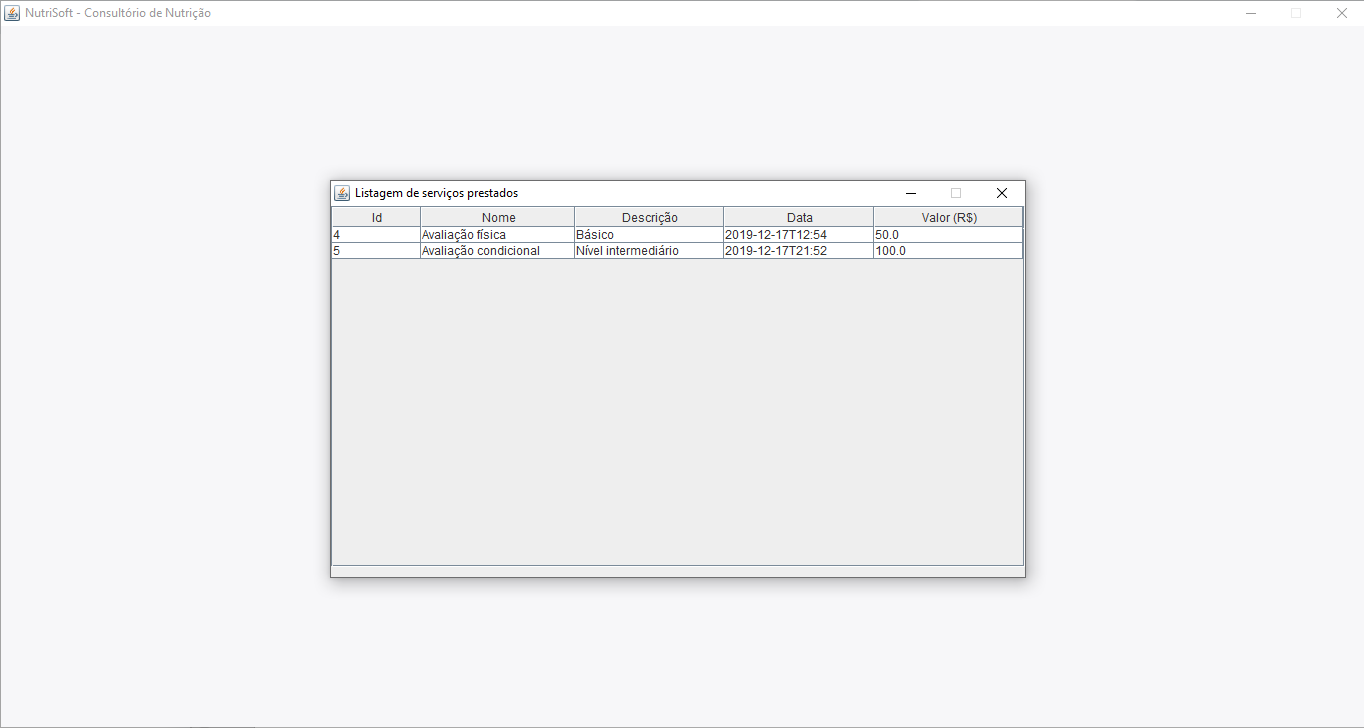 NutriSoft - Consultório de Nutrição
Listagem de serviços prestados
Id Nome Descrição Data Valor (R$)
4 Avaliação física Básico 2019-12-17T12:54 50.0
5 Avaliação condicional Nível intermediário 2019-12-17T21:52 100.0